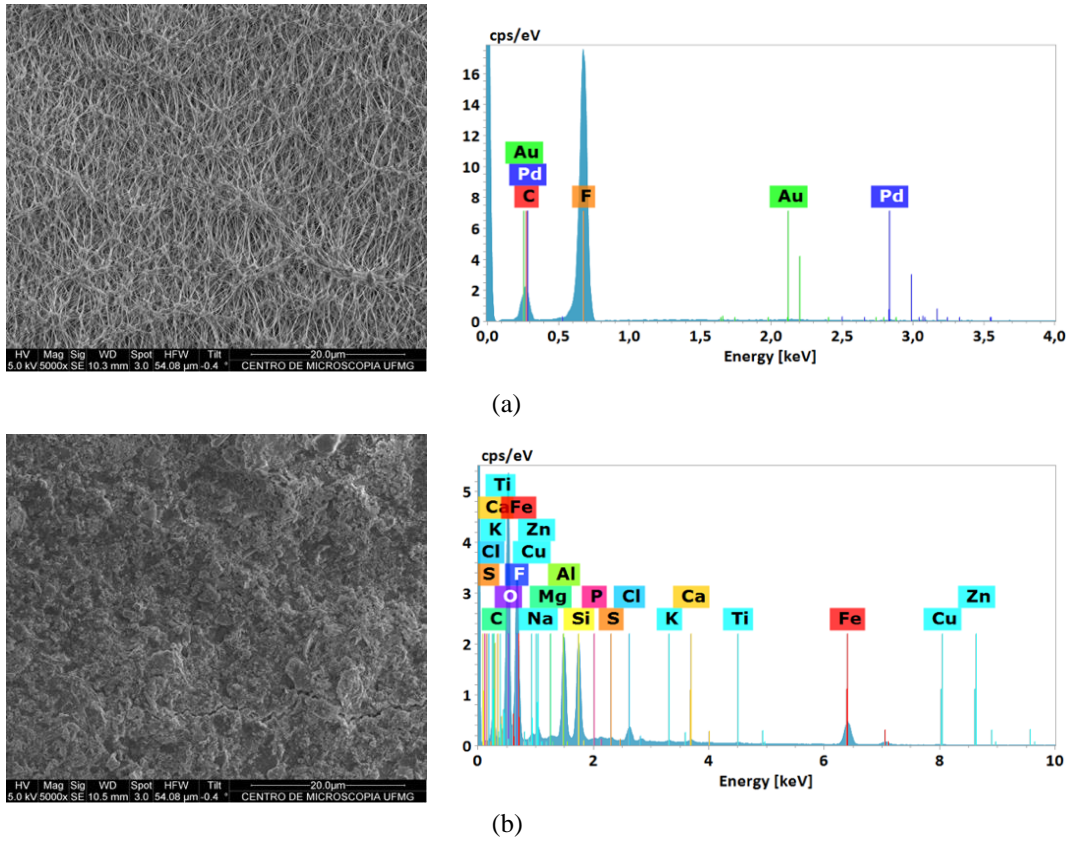 cps/eV
16
14
12
10
8
6
4
2
0
Au
Pd
C
F
Au
Pd
0,0 0,5 1,0 1,5 2,0 2,5 3,0 3,5 4,0
Energy [keV]
HV Mag Sig WD Spot HFW Tilt 20.0µm
5.0 kV 5000x SE 10.3 mm 3.0 54.08 µm -0.4 ° CENTRO DE MICROSCOPIA UFMG
(a)
cps/eV
5
4
3
2
1
0
Ti
Ca Fe
K Zn
Cl Cu
S F Al
O Mg P Cl Ca Zn
C Na Si S K Ti Fe Cu
0 2 4 6 8 10
Energy [keV]
HV Mag Sig WD Spot HFW Tilt 20.0µm
5.0 kV 5000x SE 10.5 mm 3.0 54.08 µm -0.4 ° CENTRO DE MICROSCOPIA UFMG
(b)